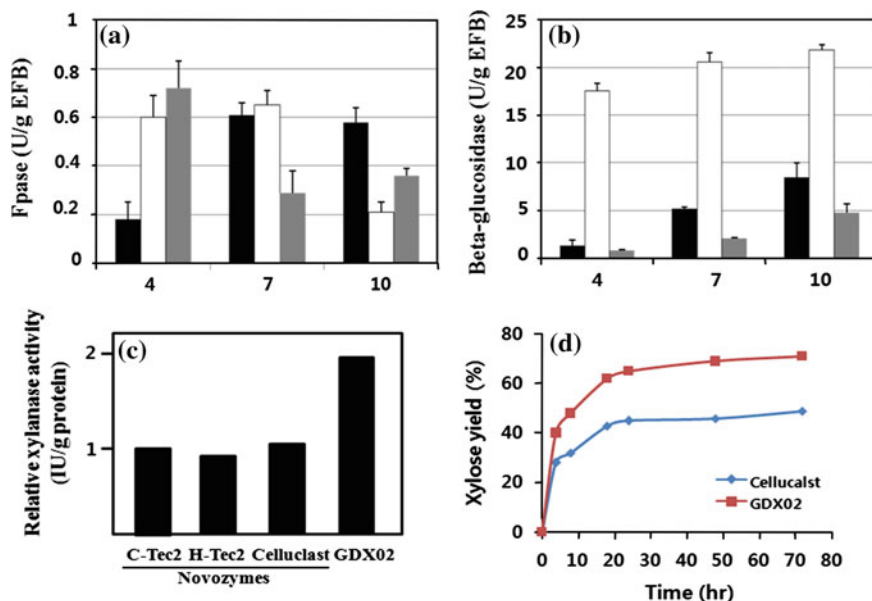 (a)
Fpase (U/g EFB)
1
0.8
0.6
0.4
0.2
0
4 7 10
(b)
Beta-glucosidase (U/g EFB)
25
20
15
10
5
0
4 7 10
(c)
Relative xylanase activity
(IU/g protein)
2
1
C-Tec2 H-Tec2 Celluclast GDX02
Novozymes
(d)
Xylose yield (%)
80
60
40
20
0
0 10 20 30 40 50 60 70 80
Time (hr)
Cellucalst
GDX02